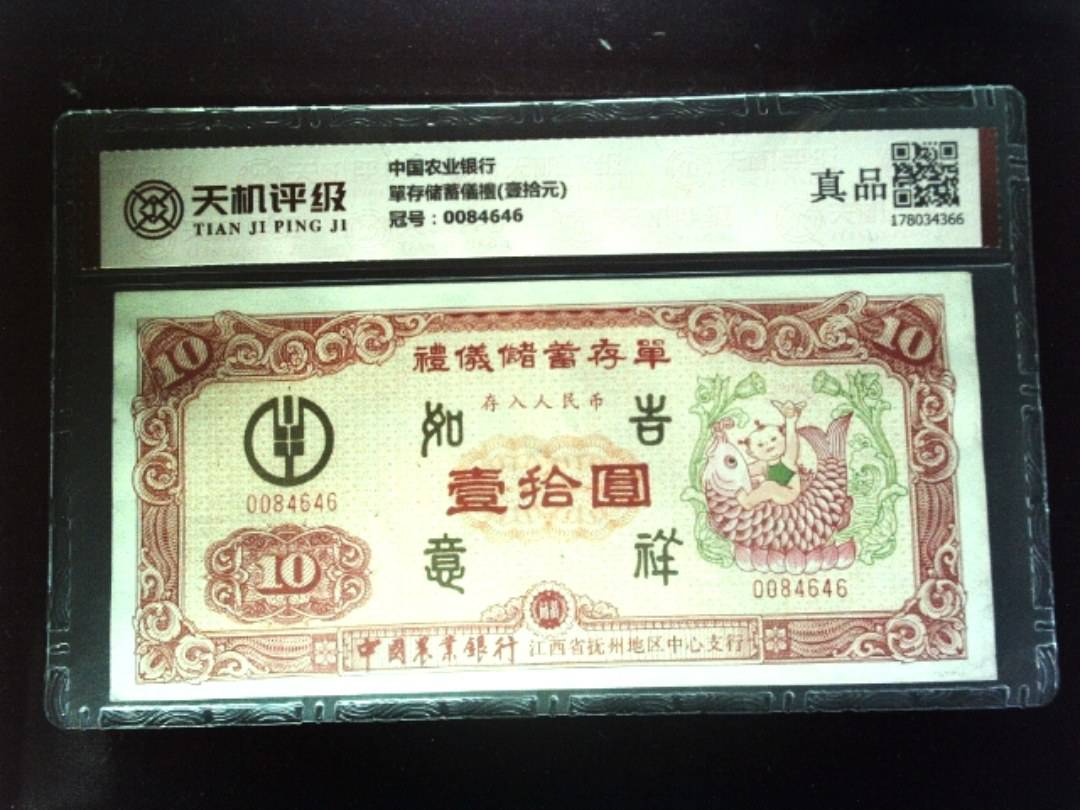 天机评级
TIAN JI PING JI
中国农业银行
單存储蓄儀禮(壹拾元)
冠号：0084646
真品
178034366
10
10
禮儀儲蓄存單
存入人民币
如 吉
壹拾圓
意 祥
0084646
10
0084646
中國農業銀行 江西省抚州地区中心支行